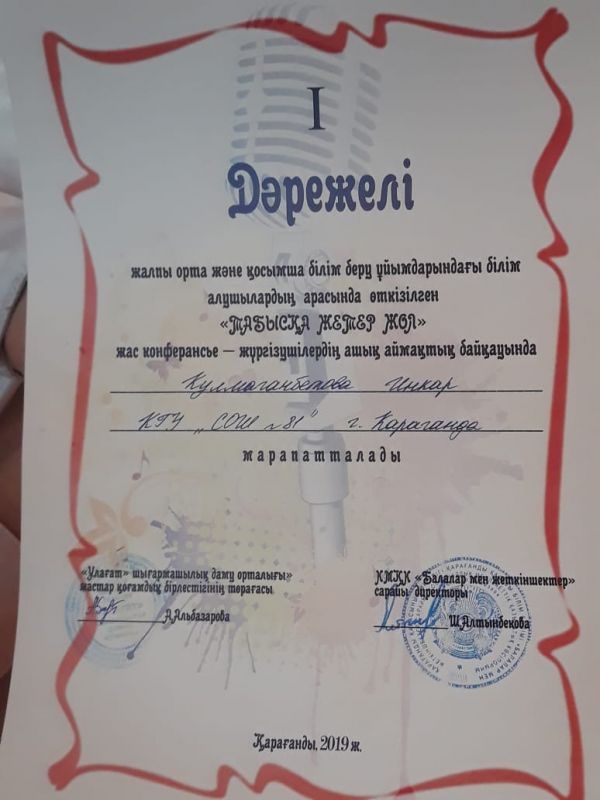 I
Дәрежелі
жалпы орта және қосымша білім беру ұйымдарындағы білім
алушылардың арасында өткізілген
«ТАБЫСҚА ЖЕТЕР ЖОЛ»
жас конферансье – жүргізушілердің ашық аймақтық байқауында
Кулмаганбетова Инкар
КГУ „СОШ №81" г. Караганда
марапатталады
«Ұлағат» шығармашылық даму орталығы»
жастар қоғамдық бірлестігінің төрағасы
А.Альбазарова
КМҚК «Балалар мен жеткіншектер»
сарайы директоры
Ш.Алтындекова
Қарағанды, 2019 ж.